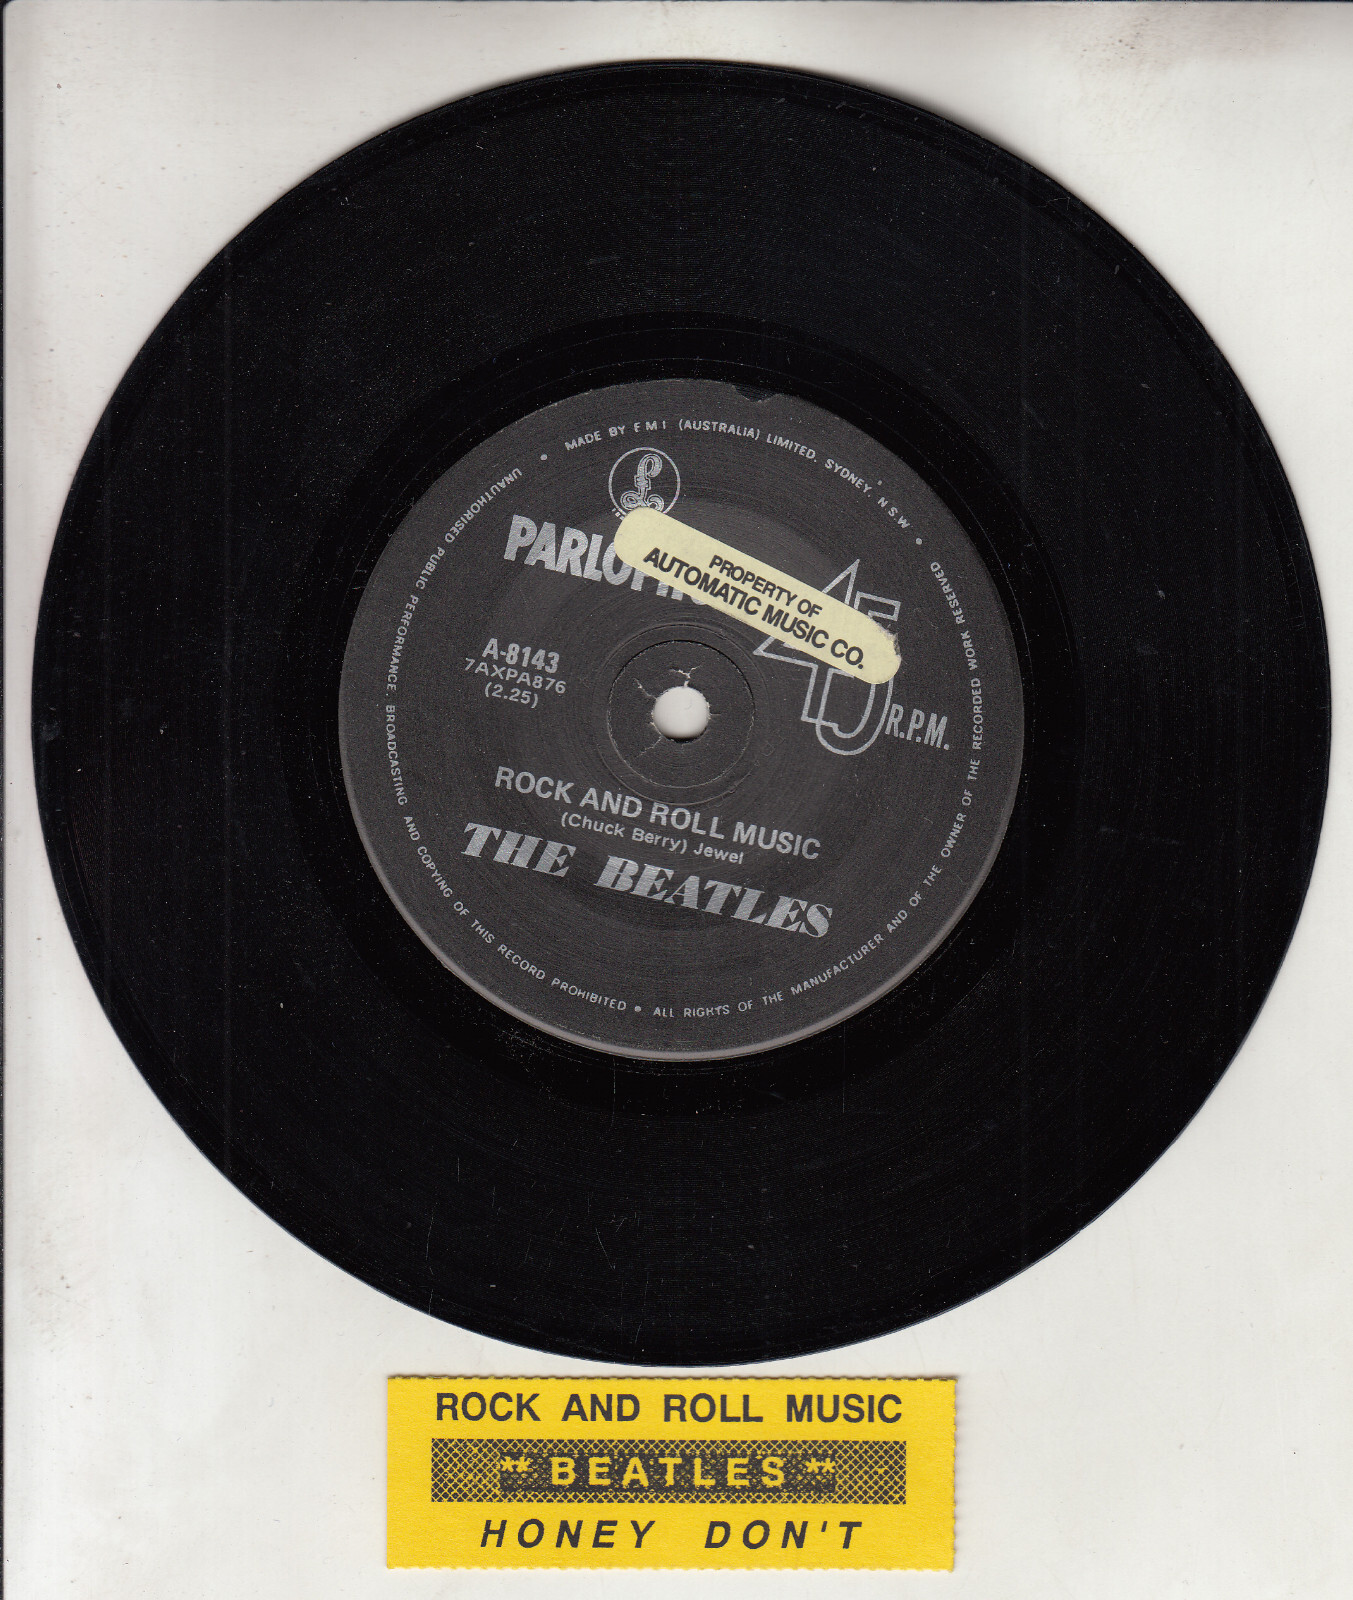 MADE BY E M I (AUSTRALIA) LIMITED. SYDNEY, N S.W.
PROPERTY OF
AUTOMATIC MUSIC CO.
45
R.P.M.
A-8143
7AXPA876
(2.25)
ROCK AND ROLL MUSIC
(Chuck Berry) Jewel
THE BEATLES
UNAUTHORISED PUBLIC PERFORMANCE. BROADCASTING AND COPYING OF THIS RECORD PROHIBITED • ALL RIGHTS OF THE MANUFACTURER AND OF THE OWNER OF THE RECORDED WORK RESERVED
ROCK AND ROLL MUSIC
** BEATLES **
HONEY DON'T